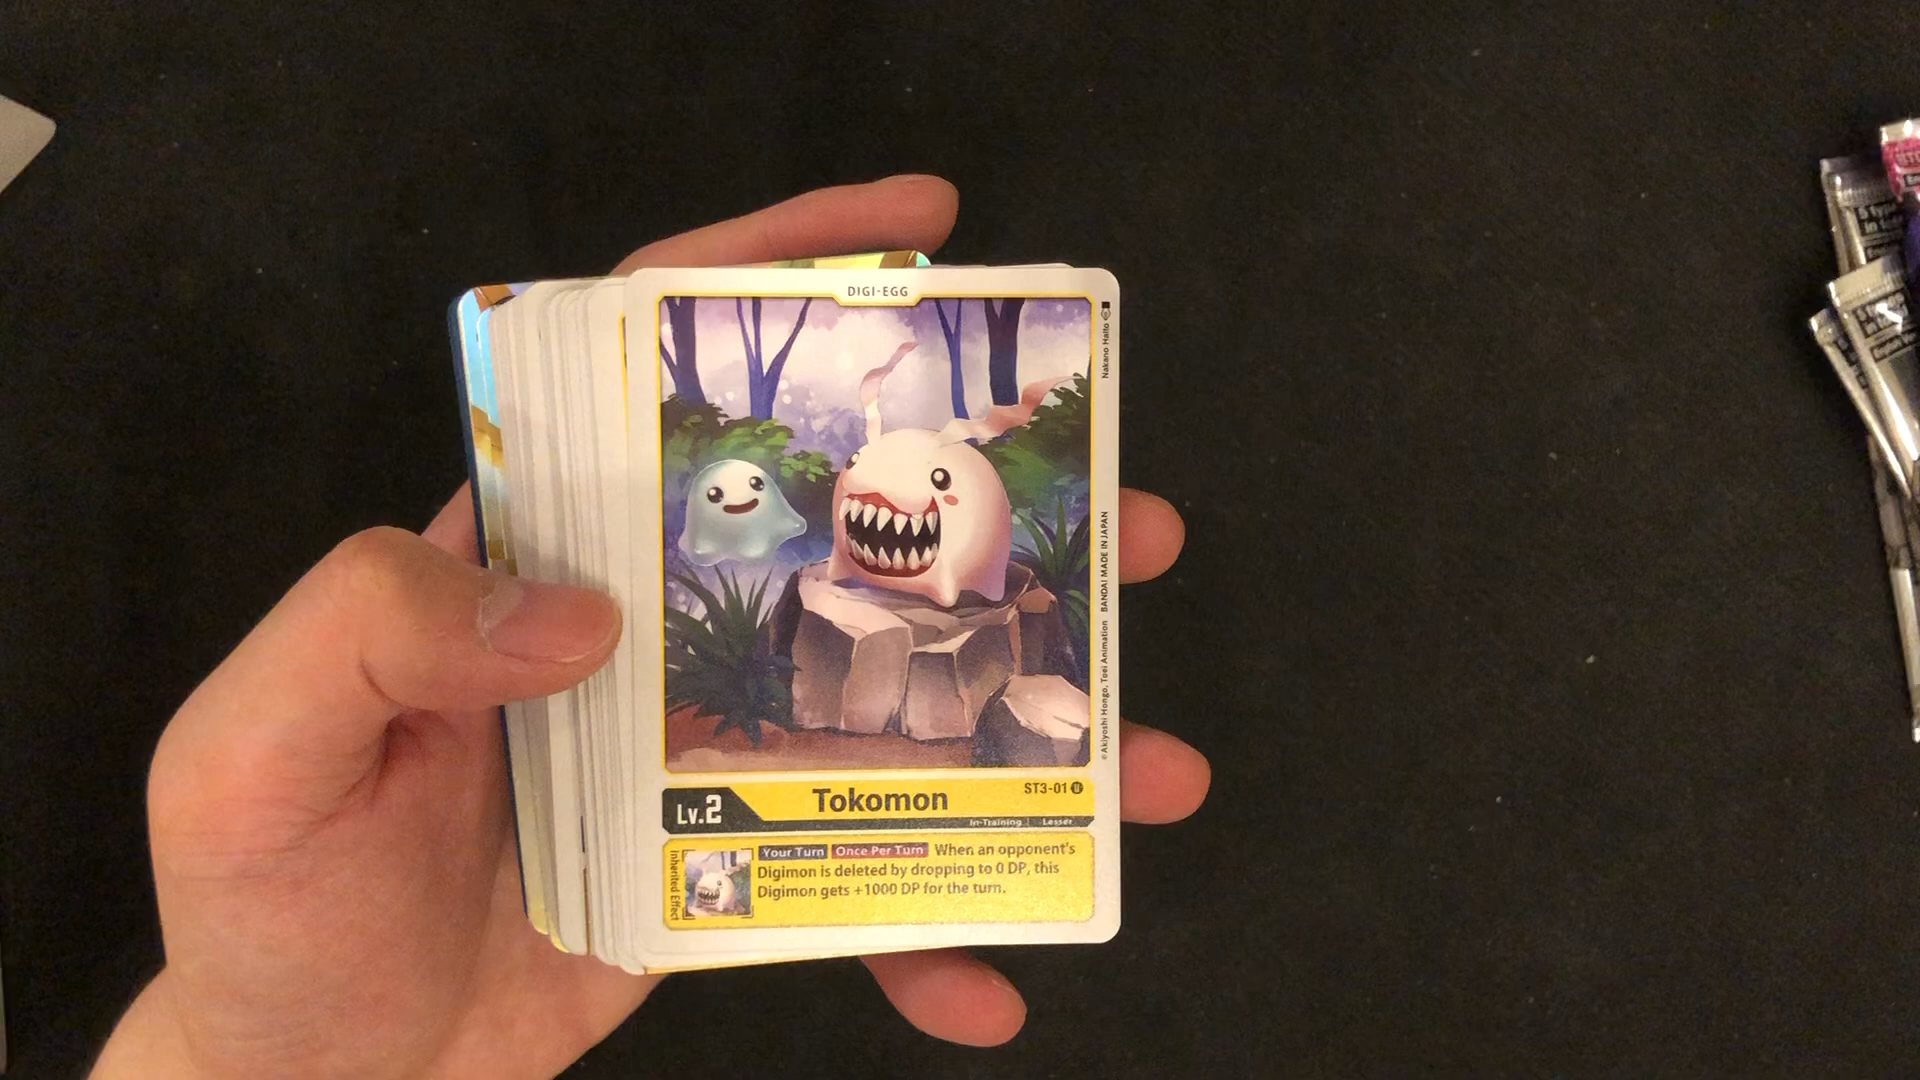 DIGI-EGG
Nakano Haito
© Akiyoshi Hongo, Toei Animation BANDAI MADE IN JAPAN
ST3-01 U
Lv.2
Tokomon
In-Training Lesser
Inherited Effect
Your Turn Once Per Turn When an opponent's
Digimon is deleted by dropping to 0 DP, this
Digimon gets +1000 DP for the turn.